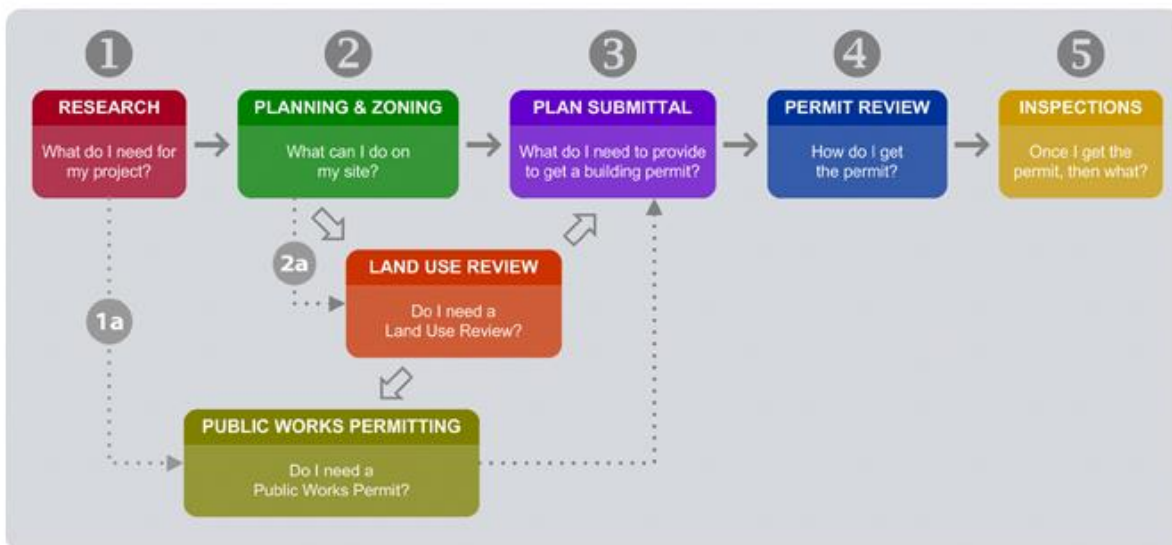 1
2
3
4
5
RESEARCH
What do I need for
my project?
PLANNING & ZONING
What can I do on
my site?
PLAN SUBMITTAL
What do I need to provide
to get a building permit?
PERMIT REVIEW
How do I get
the permit?
INSPECTIONS
Once I get the
permit, then what?
2a
LAND USE REVIEW
Do I need a
Land Use Review?
1a
PUBLIC WORKS PERMITTING
Do I need a
Public Works Permit?